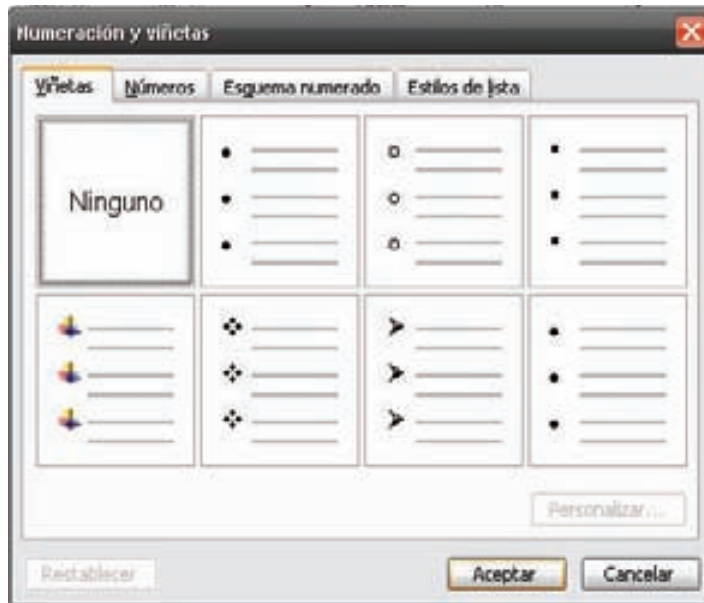 Numeración y viñetas
Viñetas
Números
Esquema numerado
Estilos de lista
Ninguno
Personalizar...
Restablecer
Aceptar
Cancelar